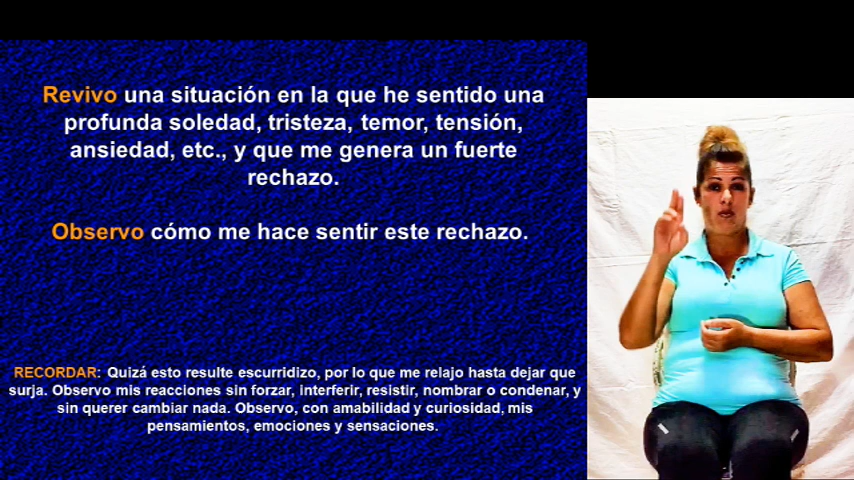 Revivo una situación en la que he sentido una
profunda soledad, tristeza, temor, tensión,
ansiedad, etc., y que me genera un fuerte
rechazo.
Observo cómo me hace sentir este rechazo.
RECORDAR: Quizá esto resulte escurridizo, por lo que me relajo hasta dejar que
surja. Observo mis reacciones sin forzar, interferir, resistir, nombrar o condenar, y
sin querer cambiar nada. Observo, con amabilidad y curiosidad, mis
pensamientos, emociones y sensaciones.